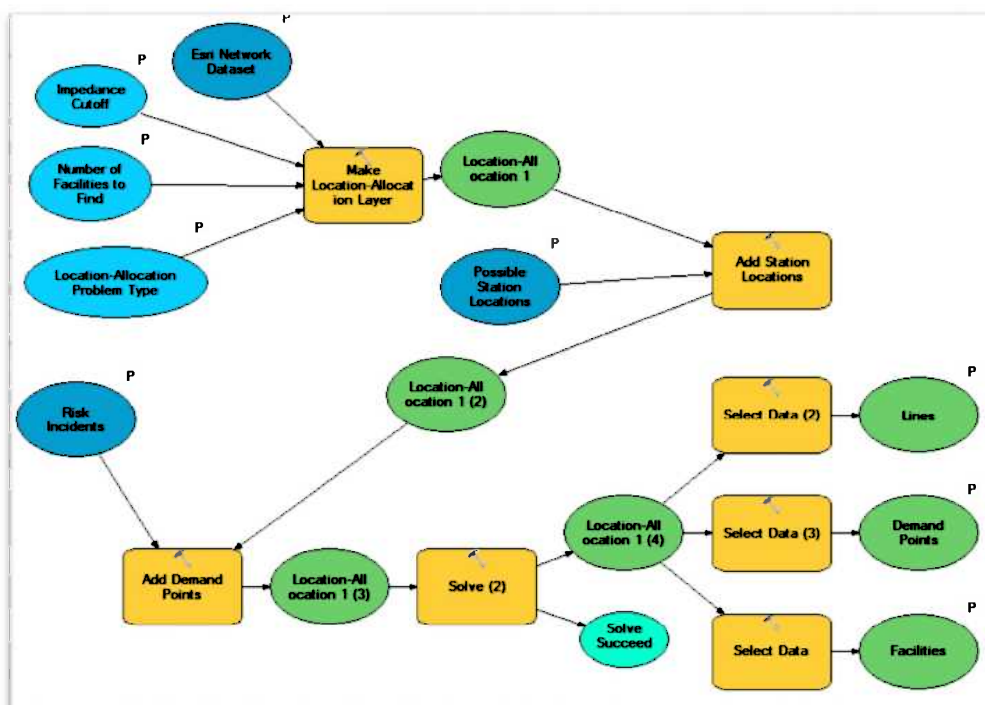 P
Esri Network
Dataset
P
Impedance
Cutoff
P
Number of
Facilities to
Find
Make
Location-Allocat
ion Layer
Location-All
ocation 1
P
Location-Allocation
Problem Type
P
Possible
Station
Locations
Add Station
Locations
P
Risk
Incidents
Location-All
ocation 1 (2)
Select Data (2)
P
Lines
Add Demand
Points
Location-All
ocation 1 (3)
Solve (2)
Location-All
ocation 1 (4)
Select Data (3)
P
Demand
Points
Solve
Succeed
Select Data
P
Facilities